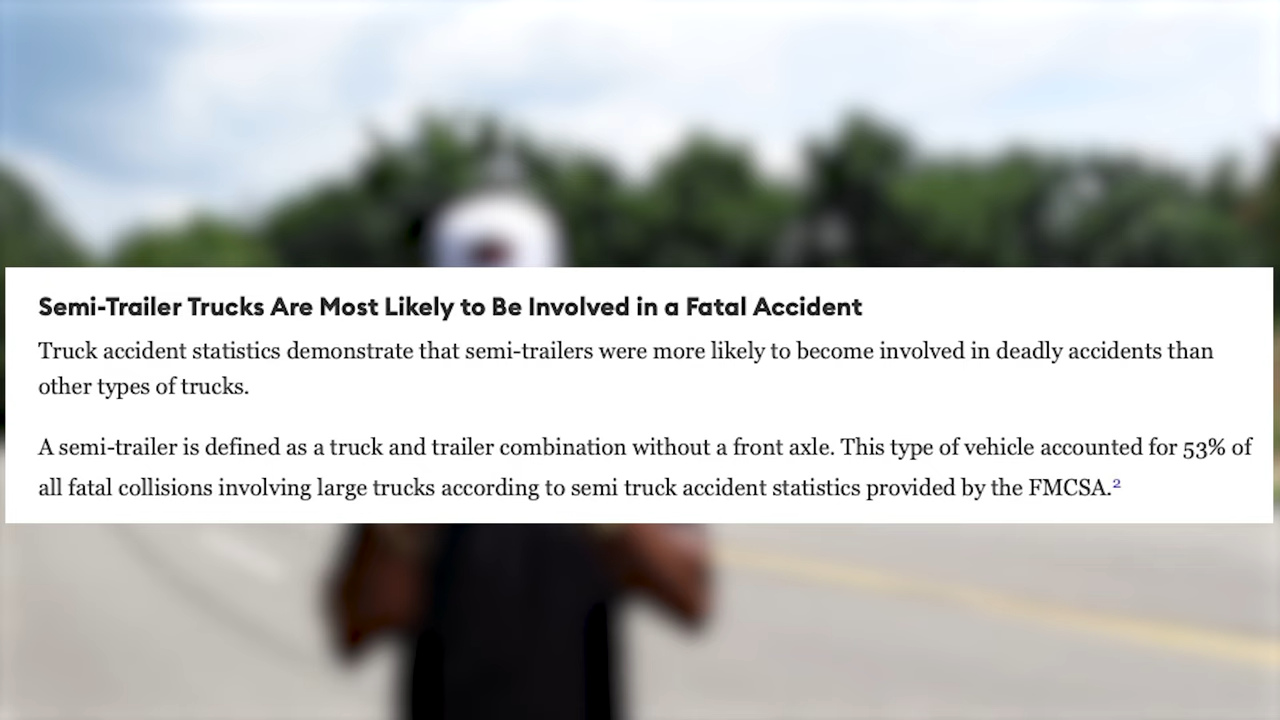 Semi-Trailer Trucks Are Most Likely to Be Involved in a Fatal Accident
Truck accident statistics demonstrate that semi-trailers were more likely to become involved in deadly accidents than
other types of trucks.
A semi-trailer is defined as a truck and trailer combination without a front axle. This type of vehicle accounted for 53% of
all fatal collisions involving large trucks according to semi truck accident statistics provided by the FMCSA.²